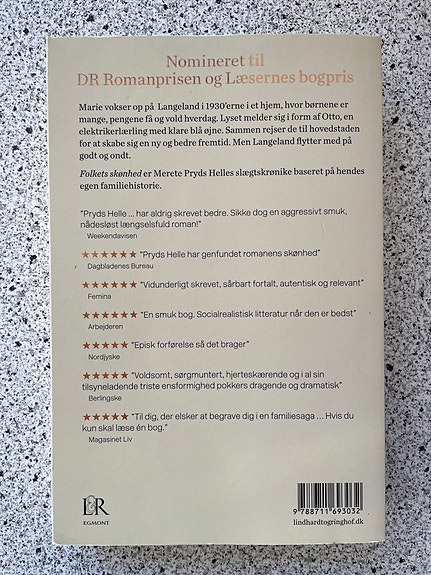 Nomineret til
DR Romanprisen og Læsernes bogpris
Marie vokser op på Langeland i 1930'erne i et hjem, hvor børnene er
mange, pengene få og vold hverdag. Lyset melder sig i form af Otto, en
elektrikerlærling med klare blå øjne. Sammen rejser de til hovedstaden
for at skabe sig en ny og bedre fremtid. Men Langeland flytter med på
godt og ondt.
Folkets skønhed er Merete Pryds Helles slægtskrønike baseret på hendes
egen familiehistorie.
"Pryds Helle ... har aldrig skrevet bedre. Sikke dog en aggressivt smuk,
nådesløst længselsfuld roman!"
Weekendavisen
★★★★★★ "Pryds Helle har genfundet romanens skønhed"
Dagbladenes Bureau
★★★★★★ "Vidunderligt skrevet, sårbart fortalt, autentisk og relevant"
Femina
★★★★★★ "En smuk bog. Socialrealistisk litteratur når den er bedst"
Arbejderen
★★★★★ "Episk forførelse så det brager"
Nordjyske
★★★★★ "Voldsomt, sørgmuntert, hjerteskærende og i al sin
tilsyneladende triste ensformighed pokkers dragende og dramatisk"
Berlingske
★★★★★ "Til dig, der elsker at begrave dig i en familiesaga ... Hvis du
kun skal læse én bog."
Magasinet Liv
L&R
EGMONT
9 788711 693032
lindhardtogringhof.dk